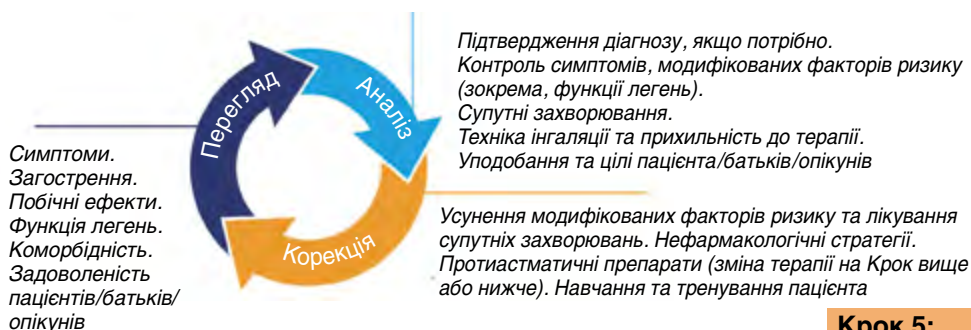 Перегляд
Аналіз
Корекція
Підтвердження діагнозу, якщо потрібно.
Контроль симптомів, модифікованих факторів ризику
(зокрема, функції легень).
Супутні захворювання.
Техніка інгаляції та прихильність до терапії.
Уподобання та цілі пацієнта/батьків/опікунів
Симптоми.
Загострення.
Побічні ефекти.
Функція легень.
Коморбідність.
Задоволеність
пацієнтів/батьків/
опікунів
Усунення модифікованих факторів ризику та лікування
супутніх захворювань. Нефармакологічні стратегії.
Протиастматичні препарати (зміна терапії на Крок вище
або нижче). Навчання та тренування пацієнта
Крок 5: